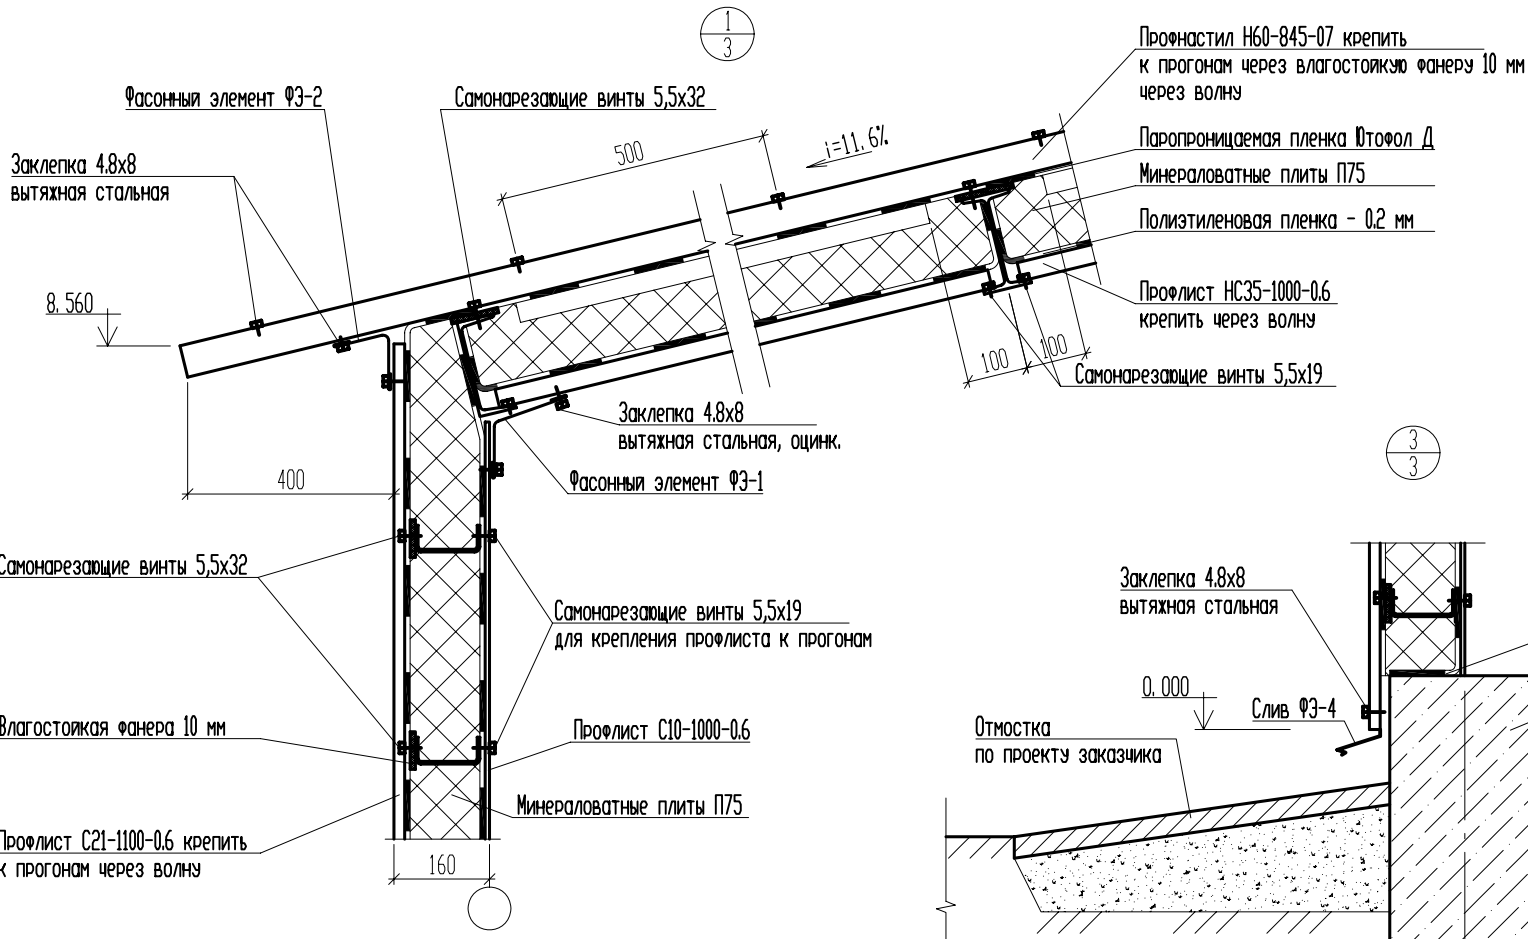 1
3
Профнастил Н60-845-07 крепить
к прогонам через влагостойкую фанеру 10 мм
через волну
Фасонный элемент ФЭ-2
Самонарезающие винты 5,5х32
Паропроницаемая пленка Ютофол Д
i=11.6%
500
Заклепка 4.8х8
вытяжная стальная
Минераловатные плиты П75
Полиэтиленовая пленка - 0.2 мм
8.560
Профлист НС35-1000-0.6
крепить через волну
100
100
Самонарезающие винты 5,5х19
Заклепка 4.8х8
вытяжная стальная, оцинк.
400
Фасонный элемент ФЭ-1
3
3
Самонарезающие винты 5,5х32
Заклепка 4.8х8
вытяжная стальная
Самонарезающие винты 5,5х19
для крепления профлиста к прогонам
0.000
Слив ФЭ-4
Влагостойкая фанера 10 мм
Профлист С10-1000-0.6
Отмостка
по проекту заказчика
Минераловатные плиты П75
Профлист С21-1100-0.6 крепить
к прогонам через волну
160